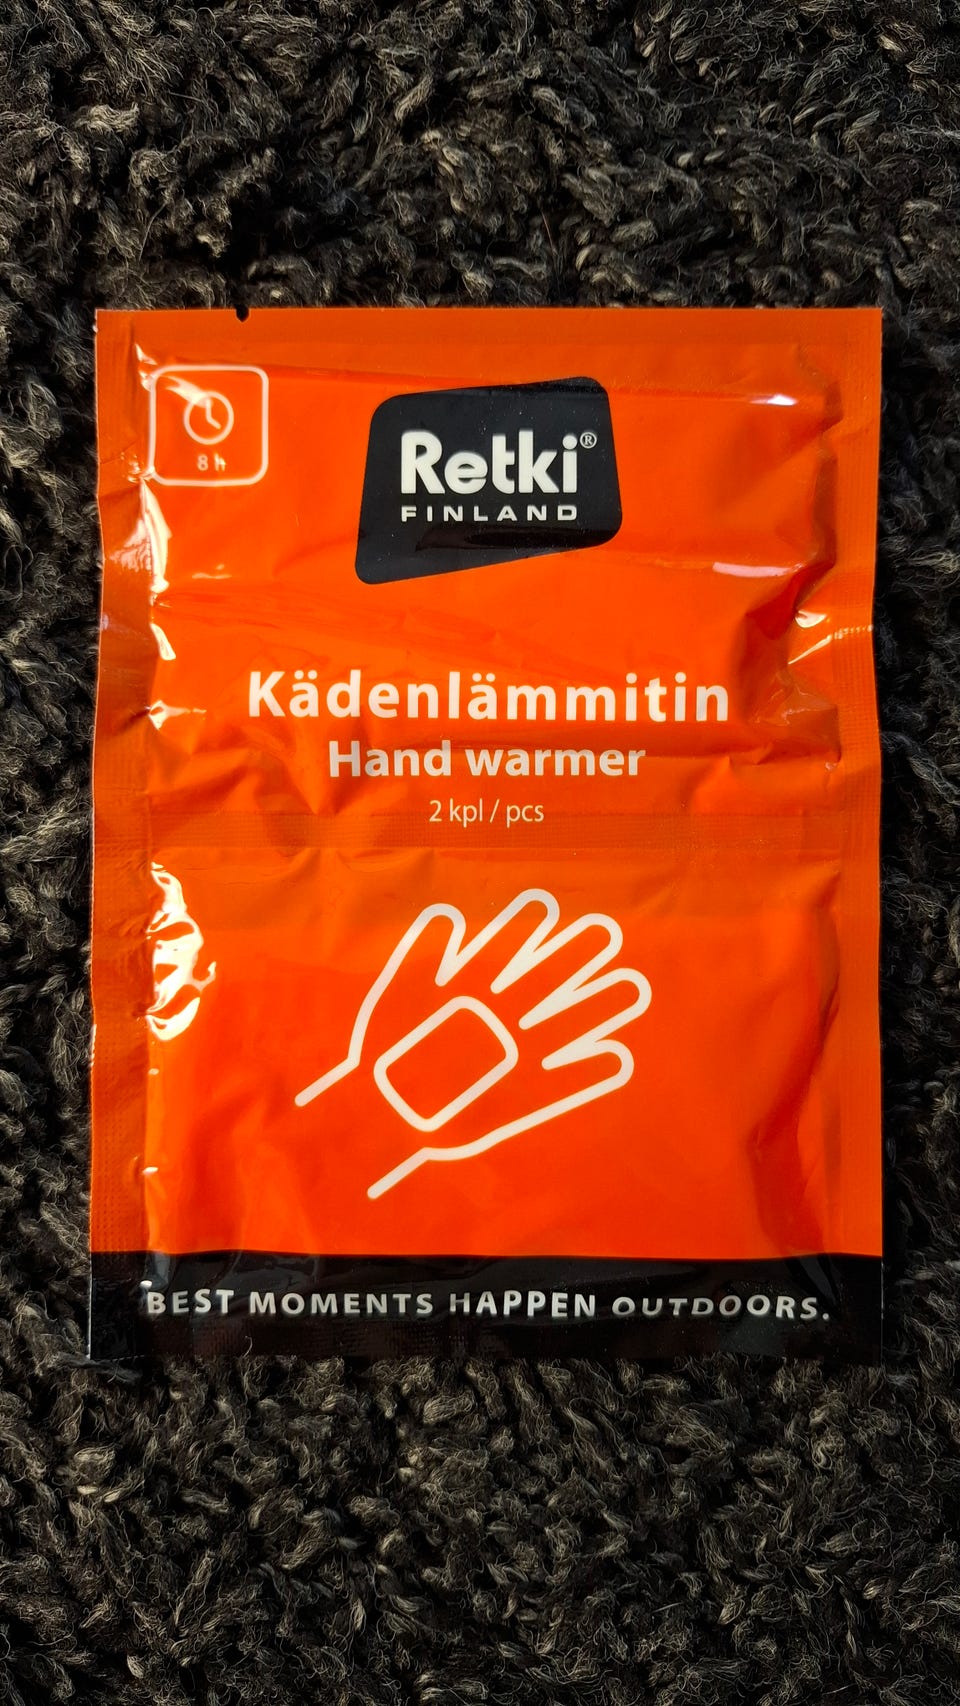 8 h
Retki®
FINLAND
Kädenlämmitin
Hand warmer
2 kpl / pcs
BEST MOMENTS HAPPEN OUTDOORS.